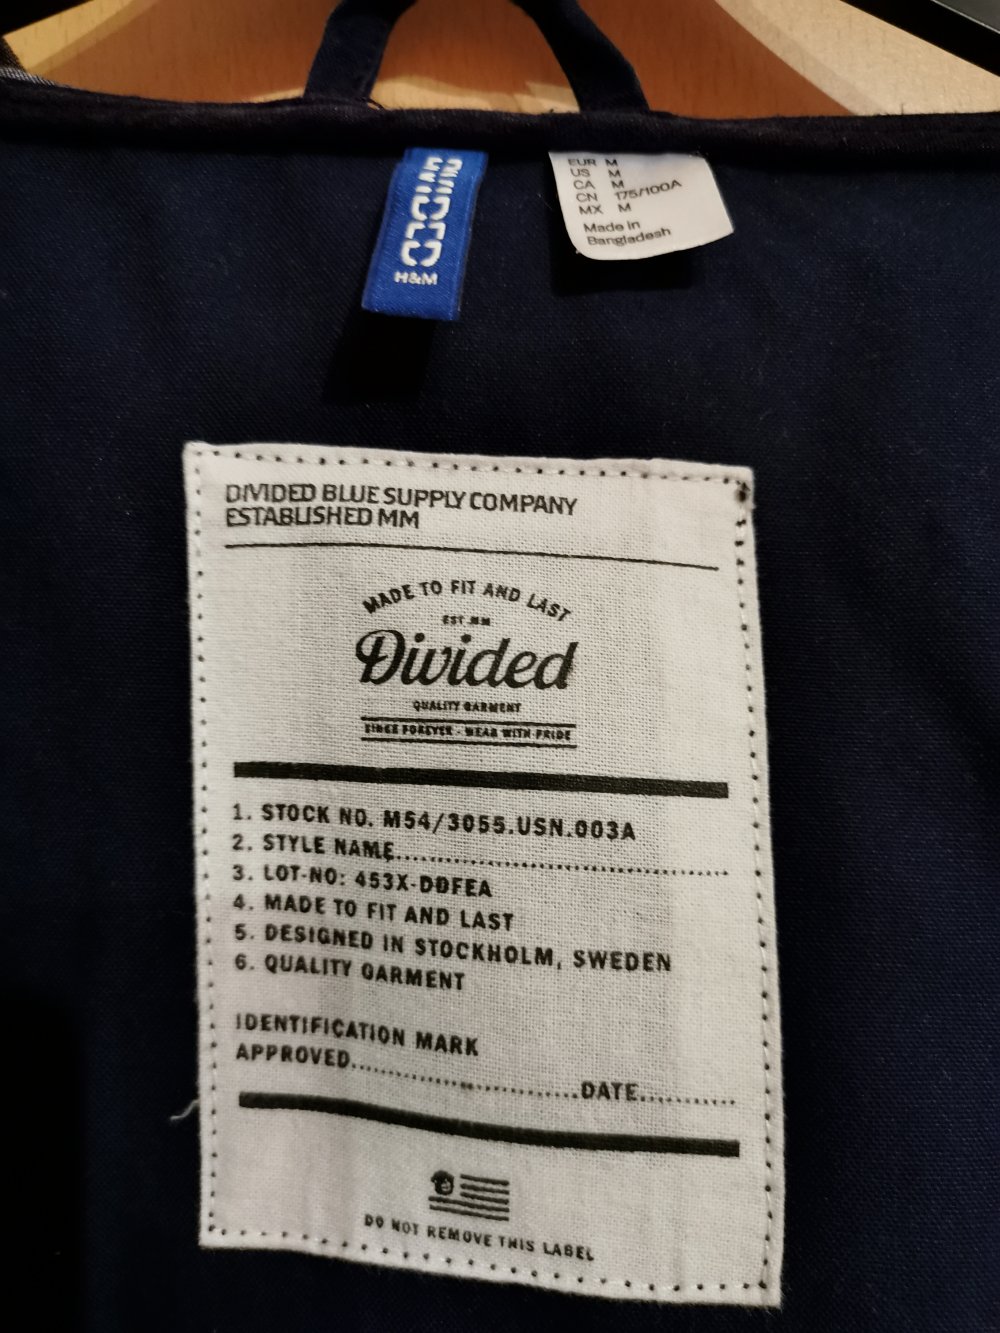 DIVIDED
H&M
EUR M
US M
CA M
CN 175/100A
MX M
Made in
Bangladesh
DIVIDED BLUE SUPPLY COMPANY
ESTABLISHED MM
MADE TO FIT AND LAST
EST MM
Divided
QUALITY GARMENT
SINCE FOREVER - WEAR WITH PRIDE
1. STOCK NO. M54/3055.USN.003A
2. STYLE NAME..........................................
3. LOT-NO: 453X-DDFEA
4. MADE TO FIT AND LAST
5. DESIGNED IN STOCKHOLM, SWEDEN
6. QUALITY GARMENT
IDENTIFICATION MARK
APPROVED.............................DATE............
DO NOT REMOVE THIS LABEL